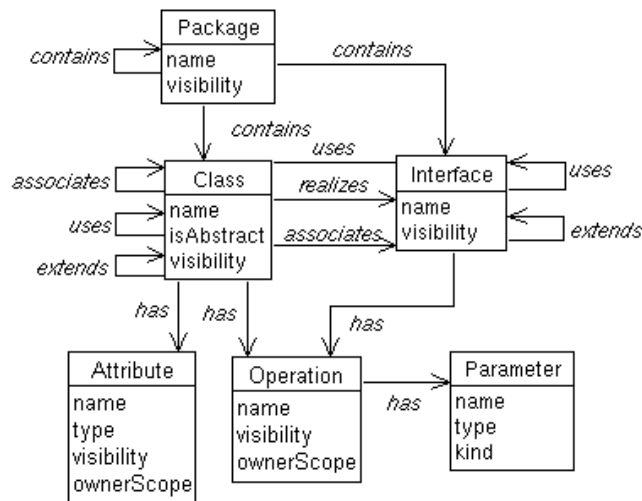 Package
contains
name
visibility
contains
contains
uses
associates
Class
realizes
Interface
uses
name
isAbstract
visibility
uses
associates
name
visibility
extends
extends
has
has
has
Attribute
name
type
visibility
ownerScope
Operation
name
visibility
ownerScope
has
Parameter
name
type
kind